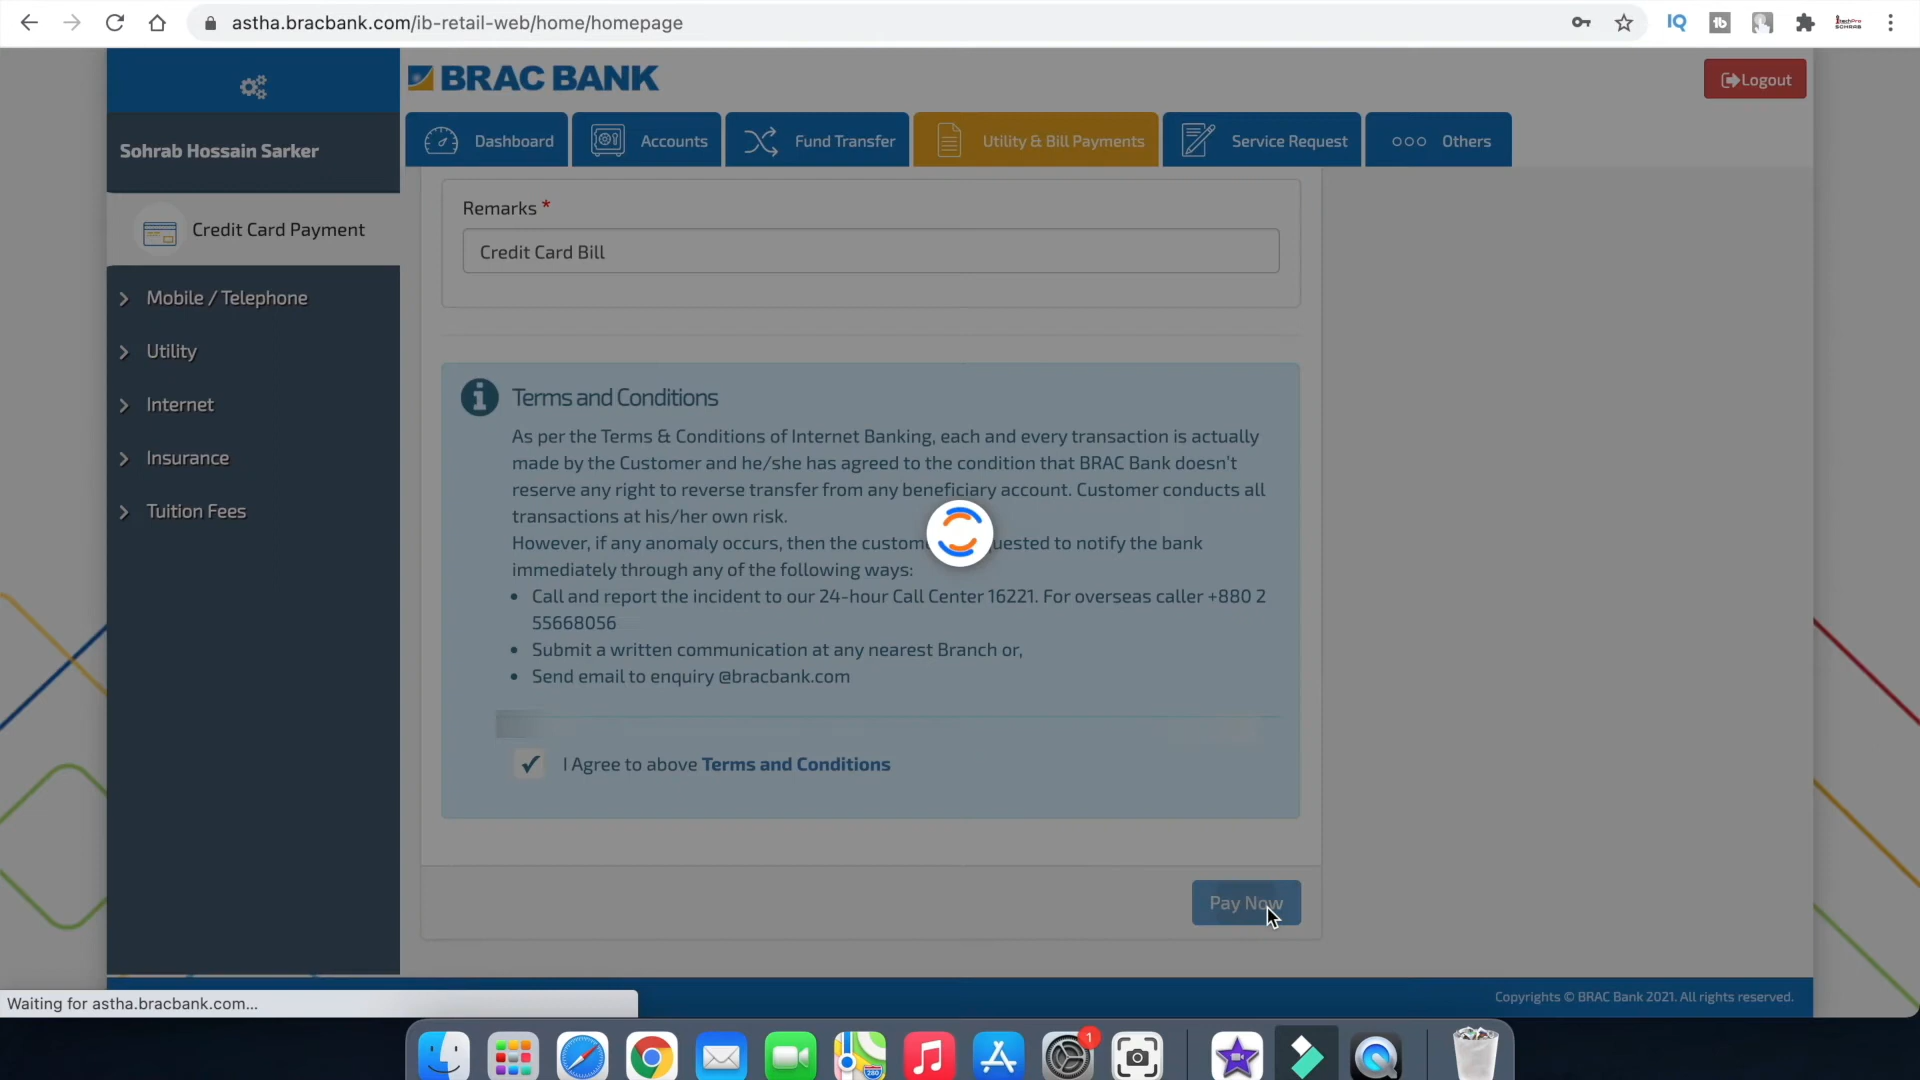 astha.bracbank.com/ib-retail-web/home/homepage
IQ
tb
BRAC BANK
Logout
Sohrab Hossain Sarker
Dashboard
Accounts
Fund Transfer
Utility & Bill Payments
Service Request
Others
Credit Card Payment
Mobile / Telephone
Utility
Internet
Insurance
Tuition Fees
Remarks *
Credit Card Bill
Terms and Conditions
As per the Terms & Conditions of Internet Banking, each and every transaction is actually
made by the Customer and he/she has agreed to the condition that BRAC Bank doesn't
reserve any right to reverse transfer from any beneficiary account. Customer conducts all
transactions at his/her own risk.
However, if any anomaly occurs, then the custom uested to notify the bank
immediately through any of the following ways:
• Call and report the incident to our 24-hour Call Center 16221. For overseas caller +880 2
55668056
• Submit a written communication at any nearest Branch or,
• Send email to enquiry @bracbank.com
I Agree to above Terms and Conditions
Pay Now
Waiting for astha.bracbank.com...
Copyrights © BRAC Bank 2021. All rights reserved.
1
280